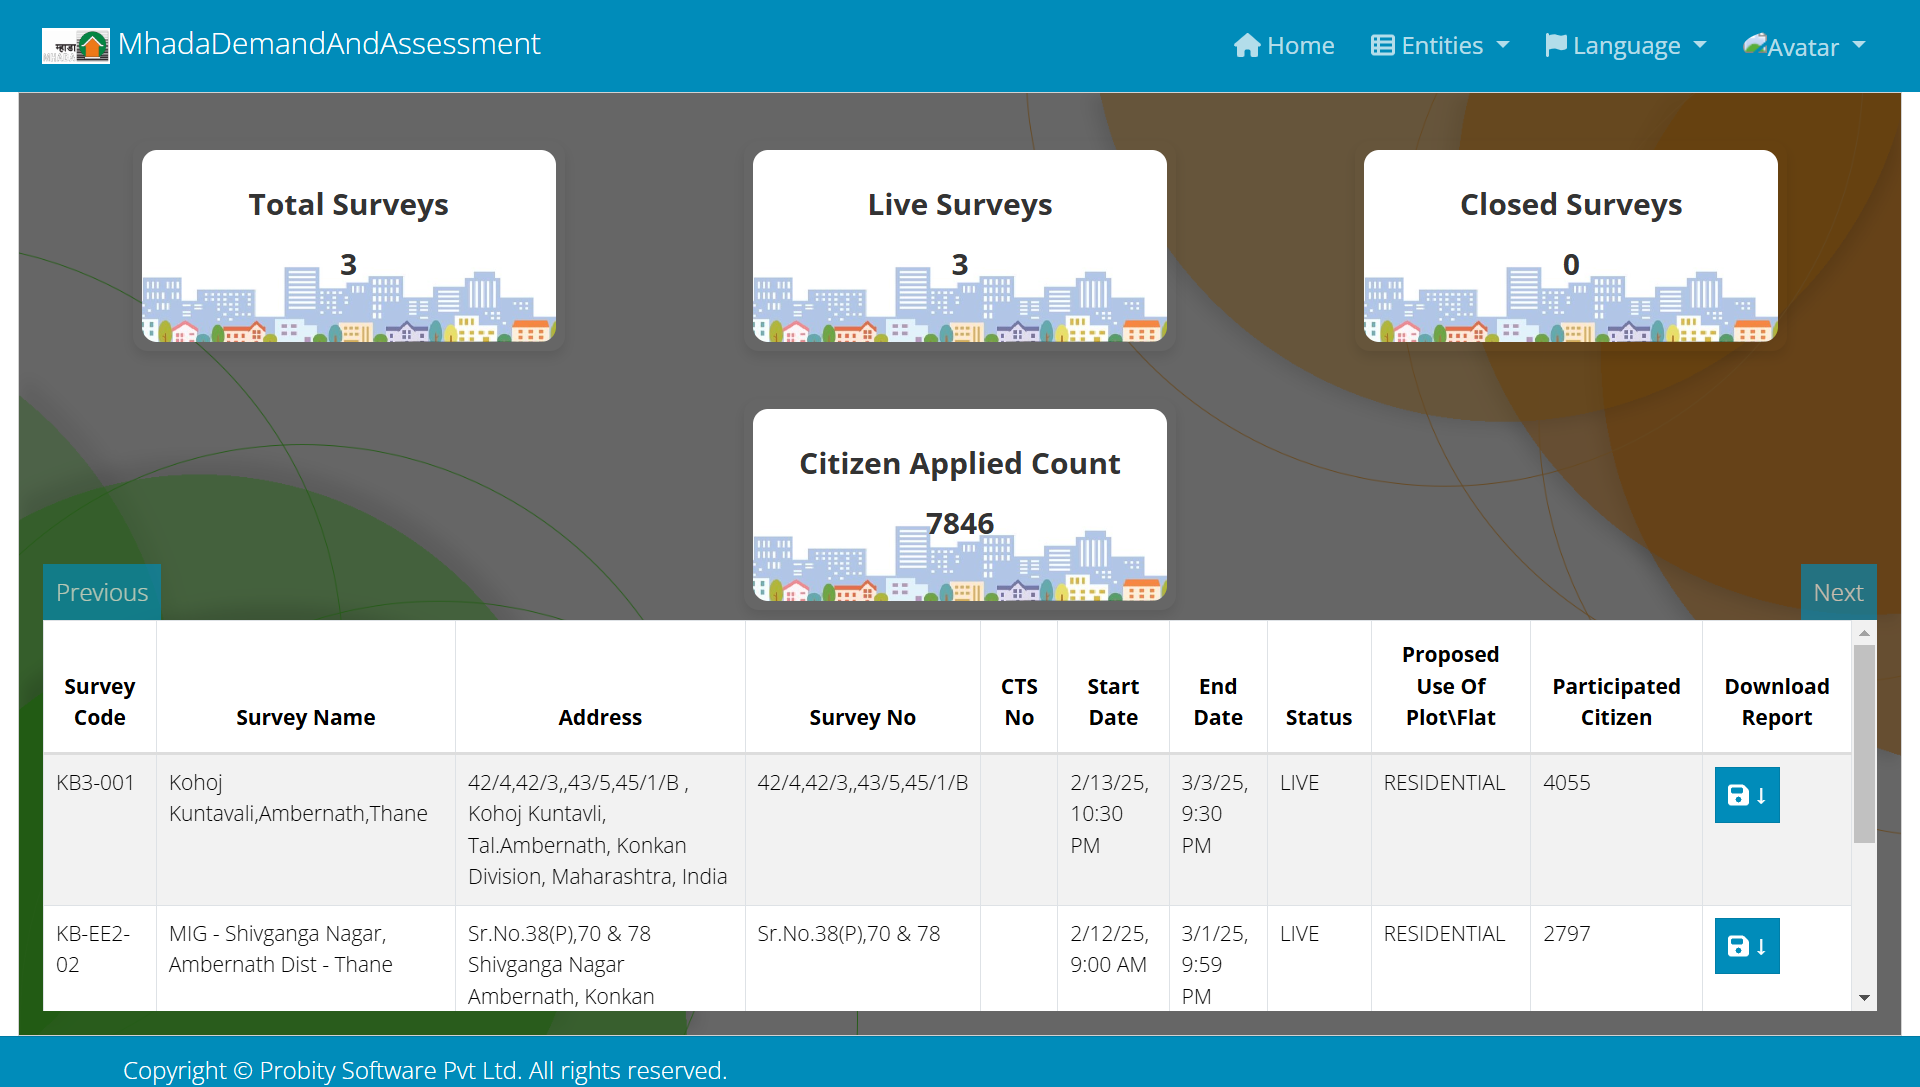 म्हाडा
MHADA
MhadaDemandAndAssessment
Home
Entities
Language
Avatar
Total Surveys
3
Live Surveys
3
Closed Surveys
0
Citizen Applied Count
7846
Previous
Next
Survey Code
Survey Name
Address
Survey No
CTS No
Start Date
End Date
Status
Proposed Use Of Plot\Flat
Participated Citizen
Download Report
KB3-001
Kohoj
Kuntavali,Ambernath,Thane
42/4,42/3,,43/5,45/1/B ,
Kohoj Kuntavli,
Tal.Ambernath, Konkan
Division, Maharashtra, India
42/4,42/3,,43/5,45/1/B
2/13/25,
10:30
PM
3/3/25,
9:30
PM
LIVE
RESIDENTIAL
4055
KB-EE2-
02
MIG - Shivganga Nagar,
Ambernath Dist - Thane
Sr.No.38(P),70 & 78
Shivganga Nagar
Ambernath, Konkan
Sr.No.38(P),70 & 78
2/12/25,
9:00 AM
3/1/25,
9:59
PM
LIVE
RESIDENTIAL
2797
Copyright © Probity Software Pvt Ltd. All rights reserved.